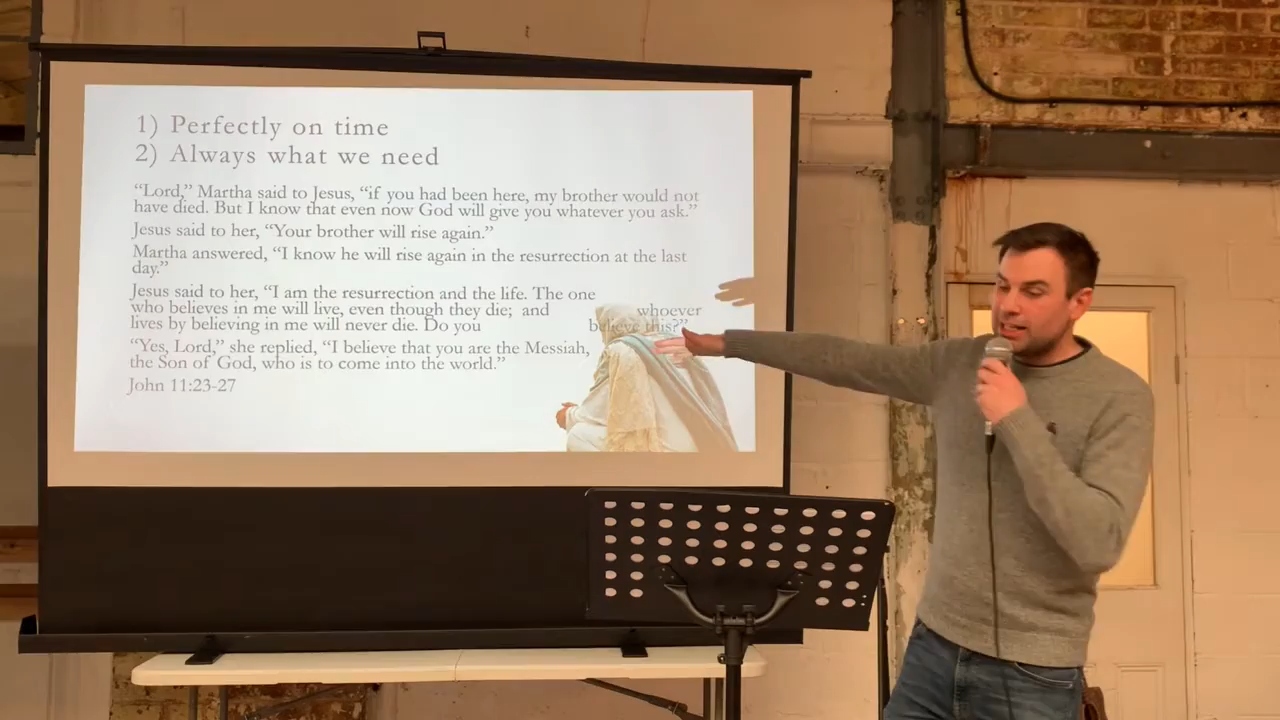 1) Perfectly on time
2) Always what we need
“Lord,” Martha said to Jesus, “if you had been here, my brother would not
have died. But I know that even now God will give you whatever you ask.”
Jesus said to her, “Your brother will rise again.”
Martha answered, “I know he will rise again in the resurrection at the last
day.”
Jesus said to her, “I am the resurrection and the life. The one
who believes in me will live, even though they die; and whoever
lives by believing in me will never die. Do you believe this?”
“Yes, Lord,” she replied, “I believe that you are the Messiah,
the Son of God, who is to come into the world.”
John 11:23-27